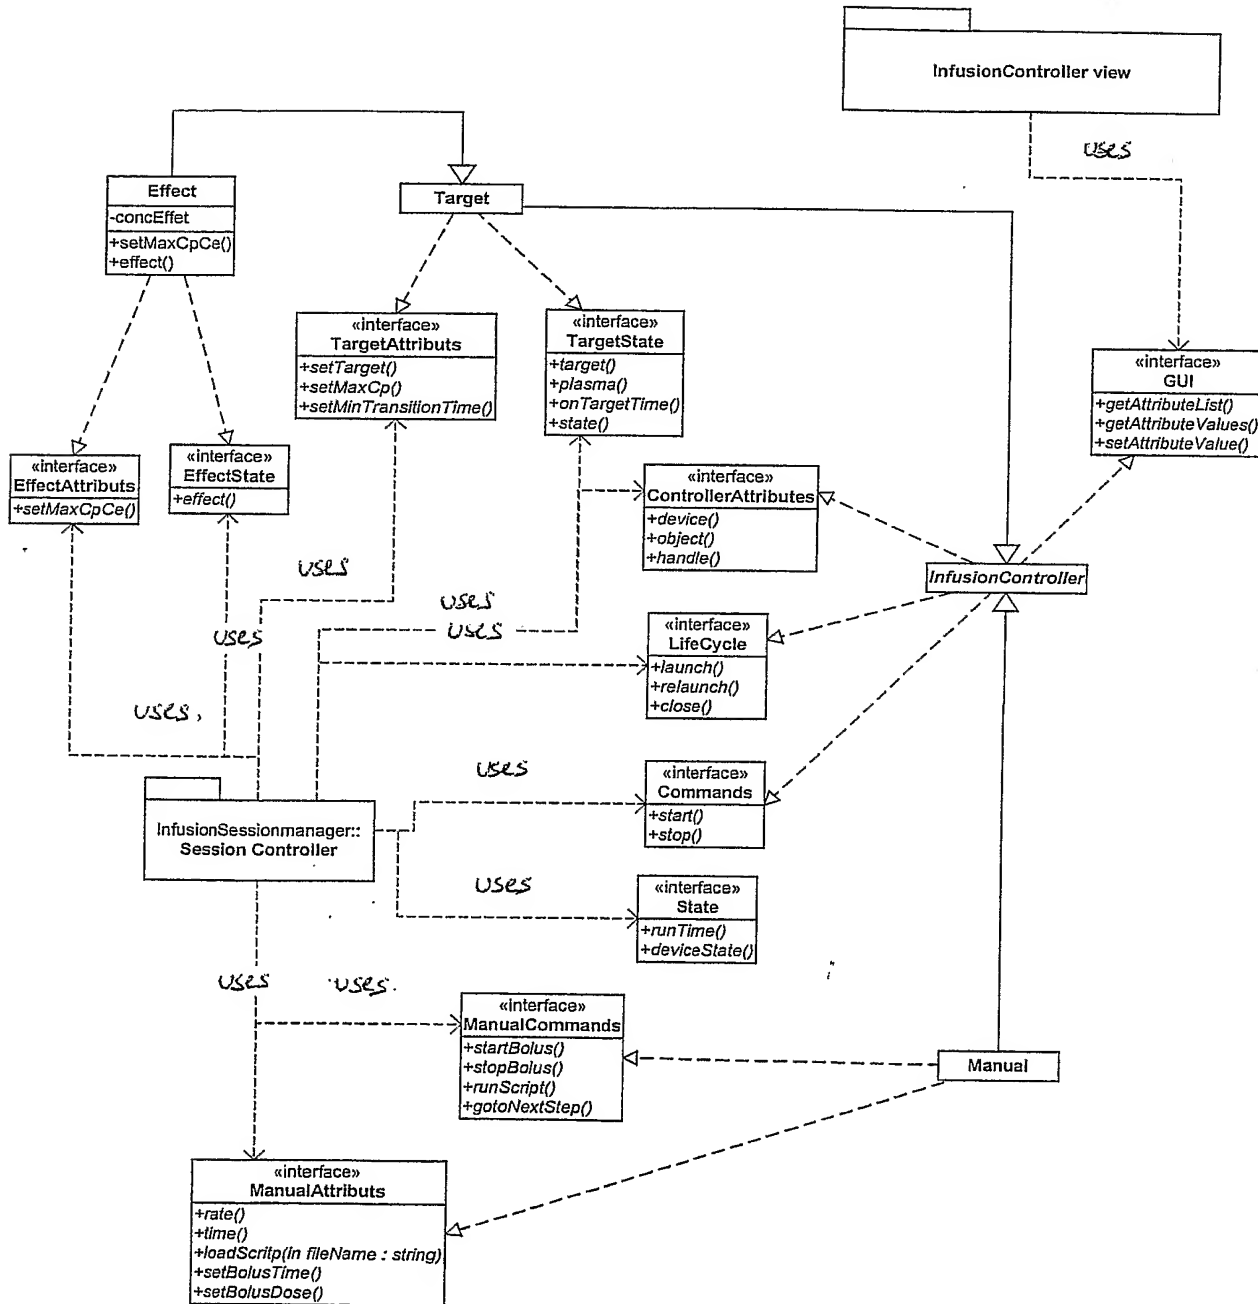 InfusionController view
uses
Effect
-concEffet
+setMaxCpCe()
+effect()
Target
«interface»
TargetAttributs
+setTarget()
+setMaxCp()
+setMinTransitionTime()
«interface»
TargetState
+target()
+plasma()
+onTargetTime()
+state()
«interface»
GUI
+getAttributeList()
+getAttributeValues()
+setAttributeValue()
«interface»
EffectAttributs
+setMaxCpCe()
«interface»
EffectState
+effect()
«interface»
ControllerAttributes
+device()
+object()
+handle()
InfusionController
uses
uses
uses
uses
uses,
«interface»
LifeCycle
+launch()
+relaunch()
+close()
InfusionSessionmanager::
Session Controller
uses
«interface»
Commands
+start()
+stop()
uses
«interface»
State
+runTime()
+deviceState()
uses
uses.
«interface»
ManualCommands
+startBolus()
+stopBolus()
+runScript()
+gotoNextStep()
Manual
«interface»
ManualAttributs
+rate()
+time()
+loadScritp(in fileName : string)
+setBolusTime()
+setBolusDose()